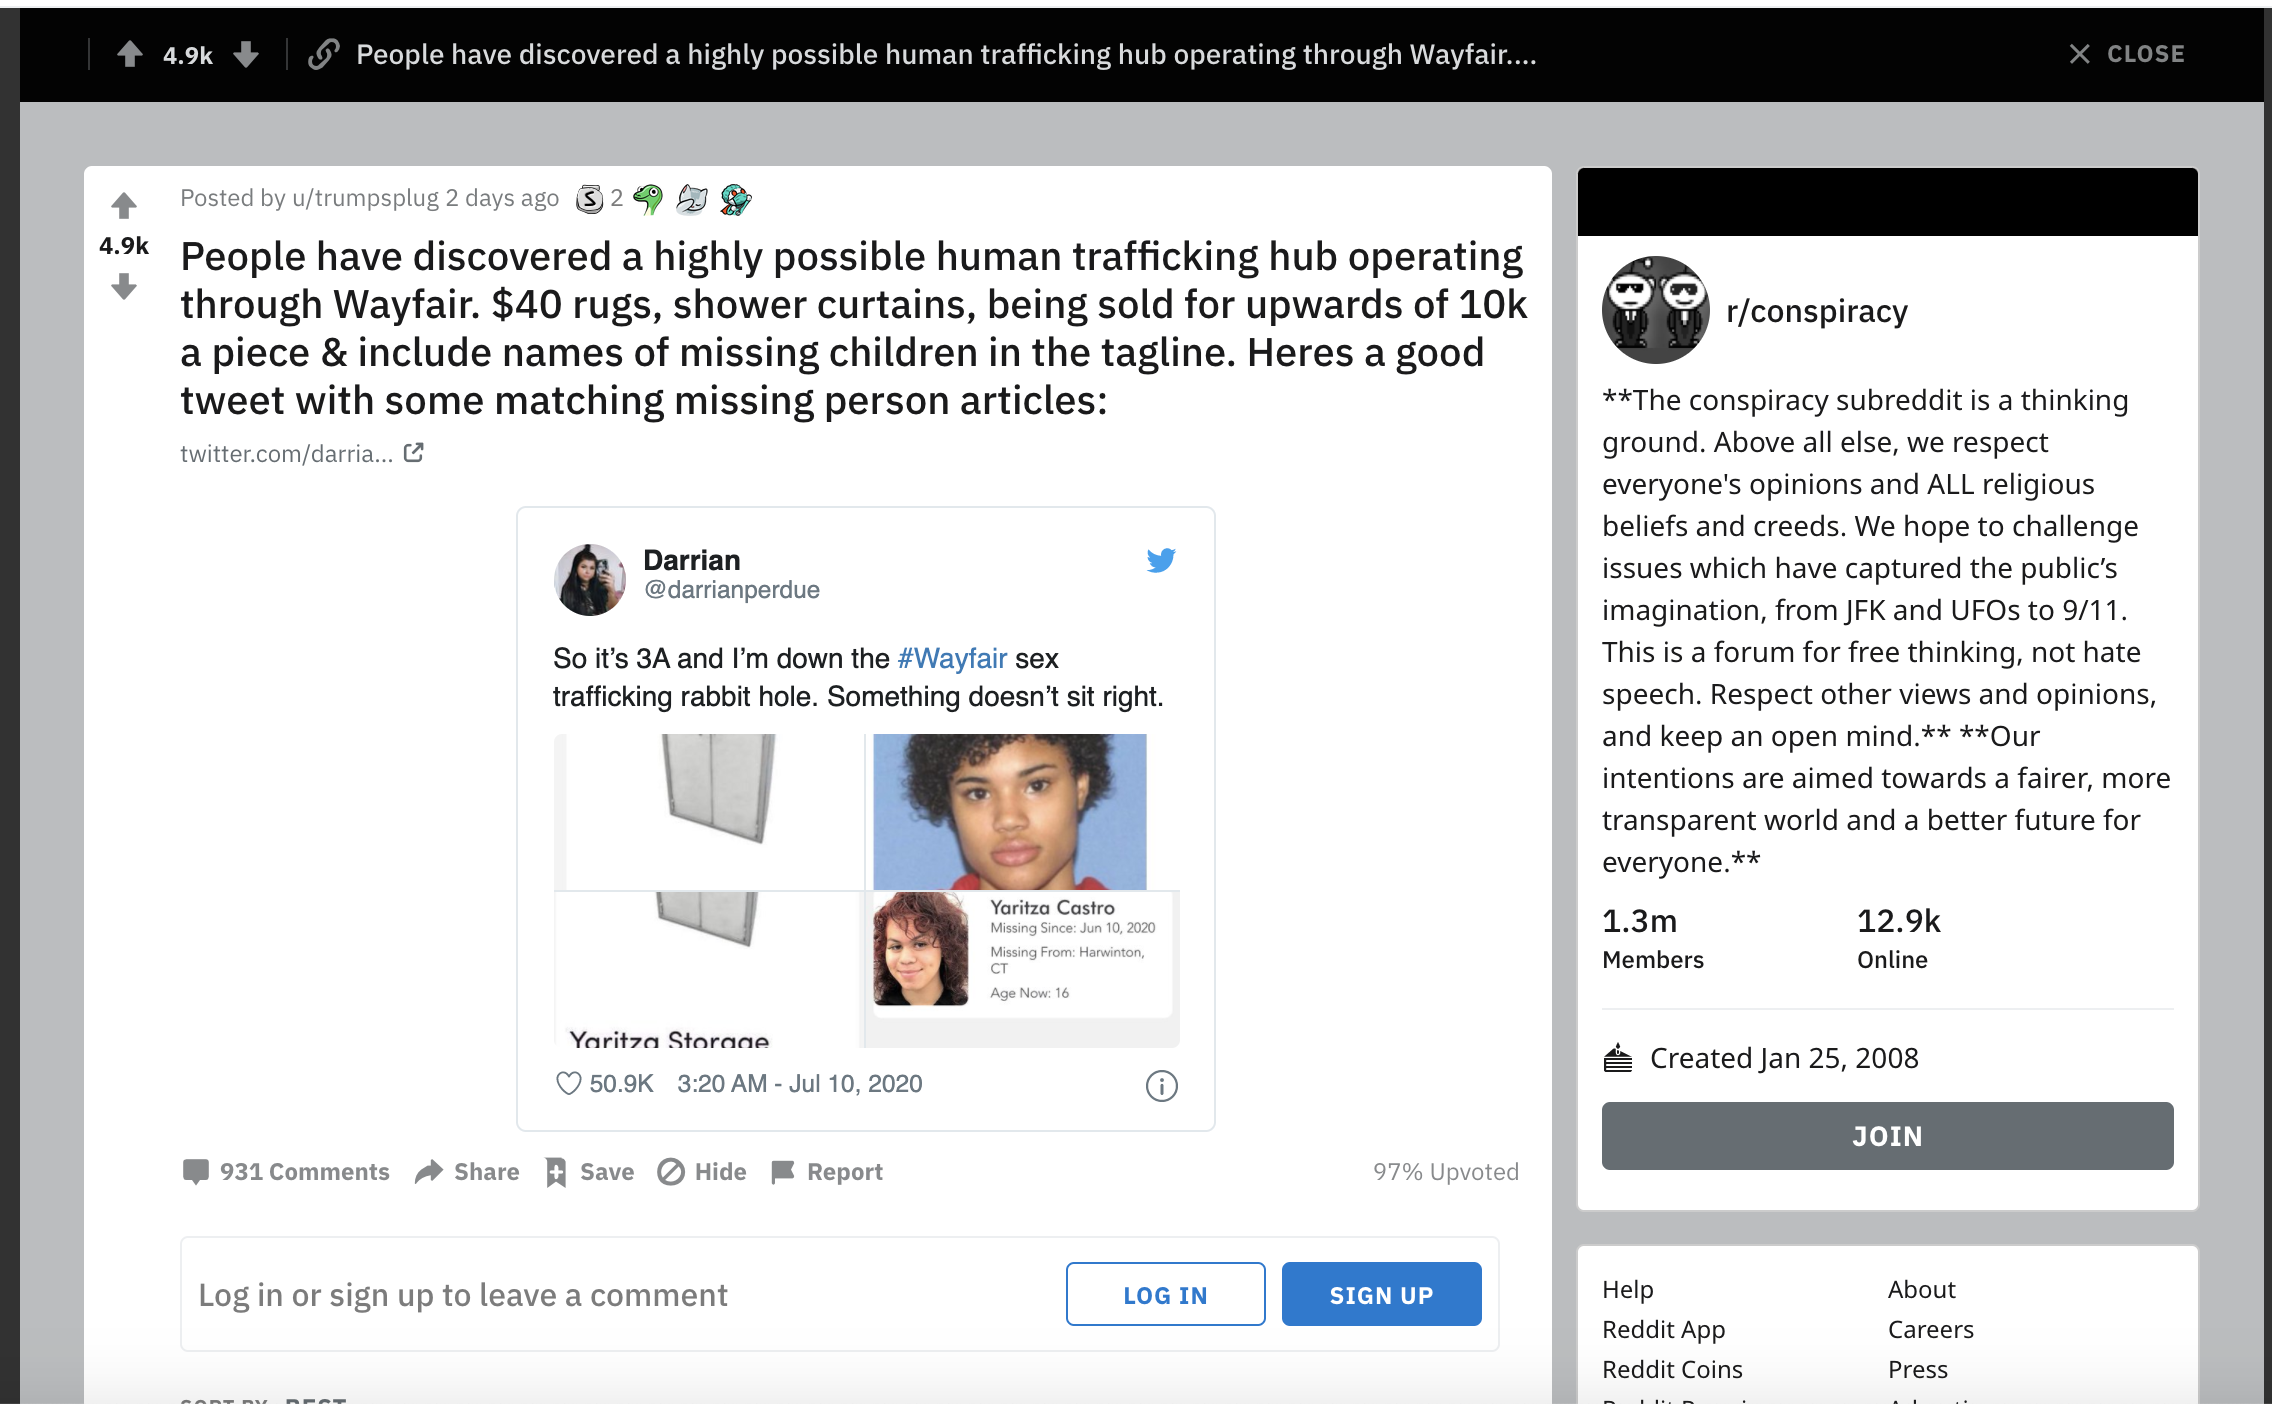 4.9k
People have discovered a highly possible human trafficking hub operating through Wayfair....
CLOSE
Posted by u/trumpsplug 2 days ago
S 2
4.9k
People have discovered a highly possible human trafficking hub operating
through Wayfair. $40 rugs, shower curtains, being sold for upwards of 10k
a piece & include names of missing children in the tagline. Heres a good
tweet with some matching missing person articles:
twitter.com/darria...
Darrian
@darrianperdue
So it’s 3A and I’m down the #Wayfair sex
trafficking rabbit hole. Something doesn’t sit right.
Yaritza Castro
Missing Since: Jun 10, 2020
Missing From: Harwinton,
CT
Age Now: 16
Yaritza Storage
50.9K 3:20 AM - Jul 10, 2020
931 Comments Share Save Hide Report
97% Upvoted
Log in or sign up to leave a comment
LOG IN
SIGN UP
SORT BY BEST
r/conspiracy
**The conspiracy subreddit is a thinking
ground. Above all else, we respect
everyone's opinions and ALL religious
beliefs and creeds. We hope to challenge
issues which have captured the public’s
imagination, from JFK and UFOs to 9/11.
This is a forum for free thinking, not hate
speech. Respect other views and opinions,
and keep an open mind.** **Our
intentions are aimed towards a fairer, more
transparent world and a better future for
everyone.**
1.3m 12.9k
Members Online
Created Jan 25, 2008
JOIN
Help About
Reddit App Careers
Reddit Coins Press